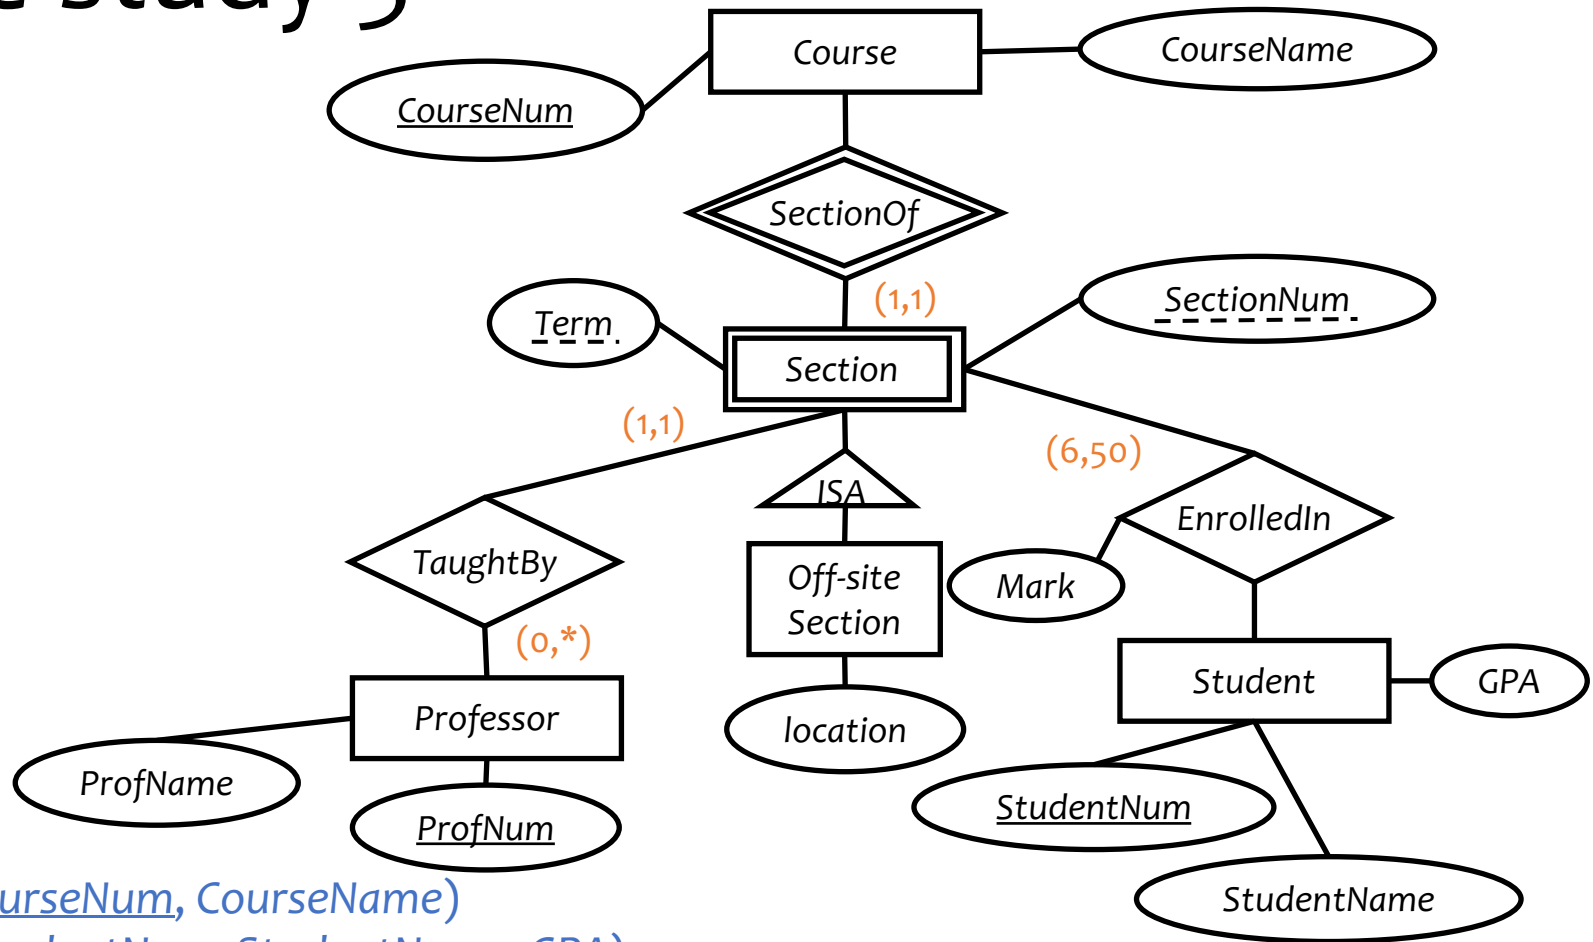 study
Course
CourseName
CourseNum
SectionOf
(1,1)
SectionNum
Term
Section
(1,1)
(6,50)
ISA
EnrolledIn
TaughtBy
Off-site
Section
Mark
(0,*)
Student
GPA
Professor
location
ProfName
StudentNum
ProfNum
StudentName
urseNum, CourseName)